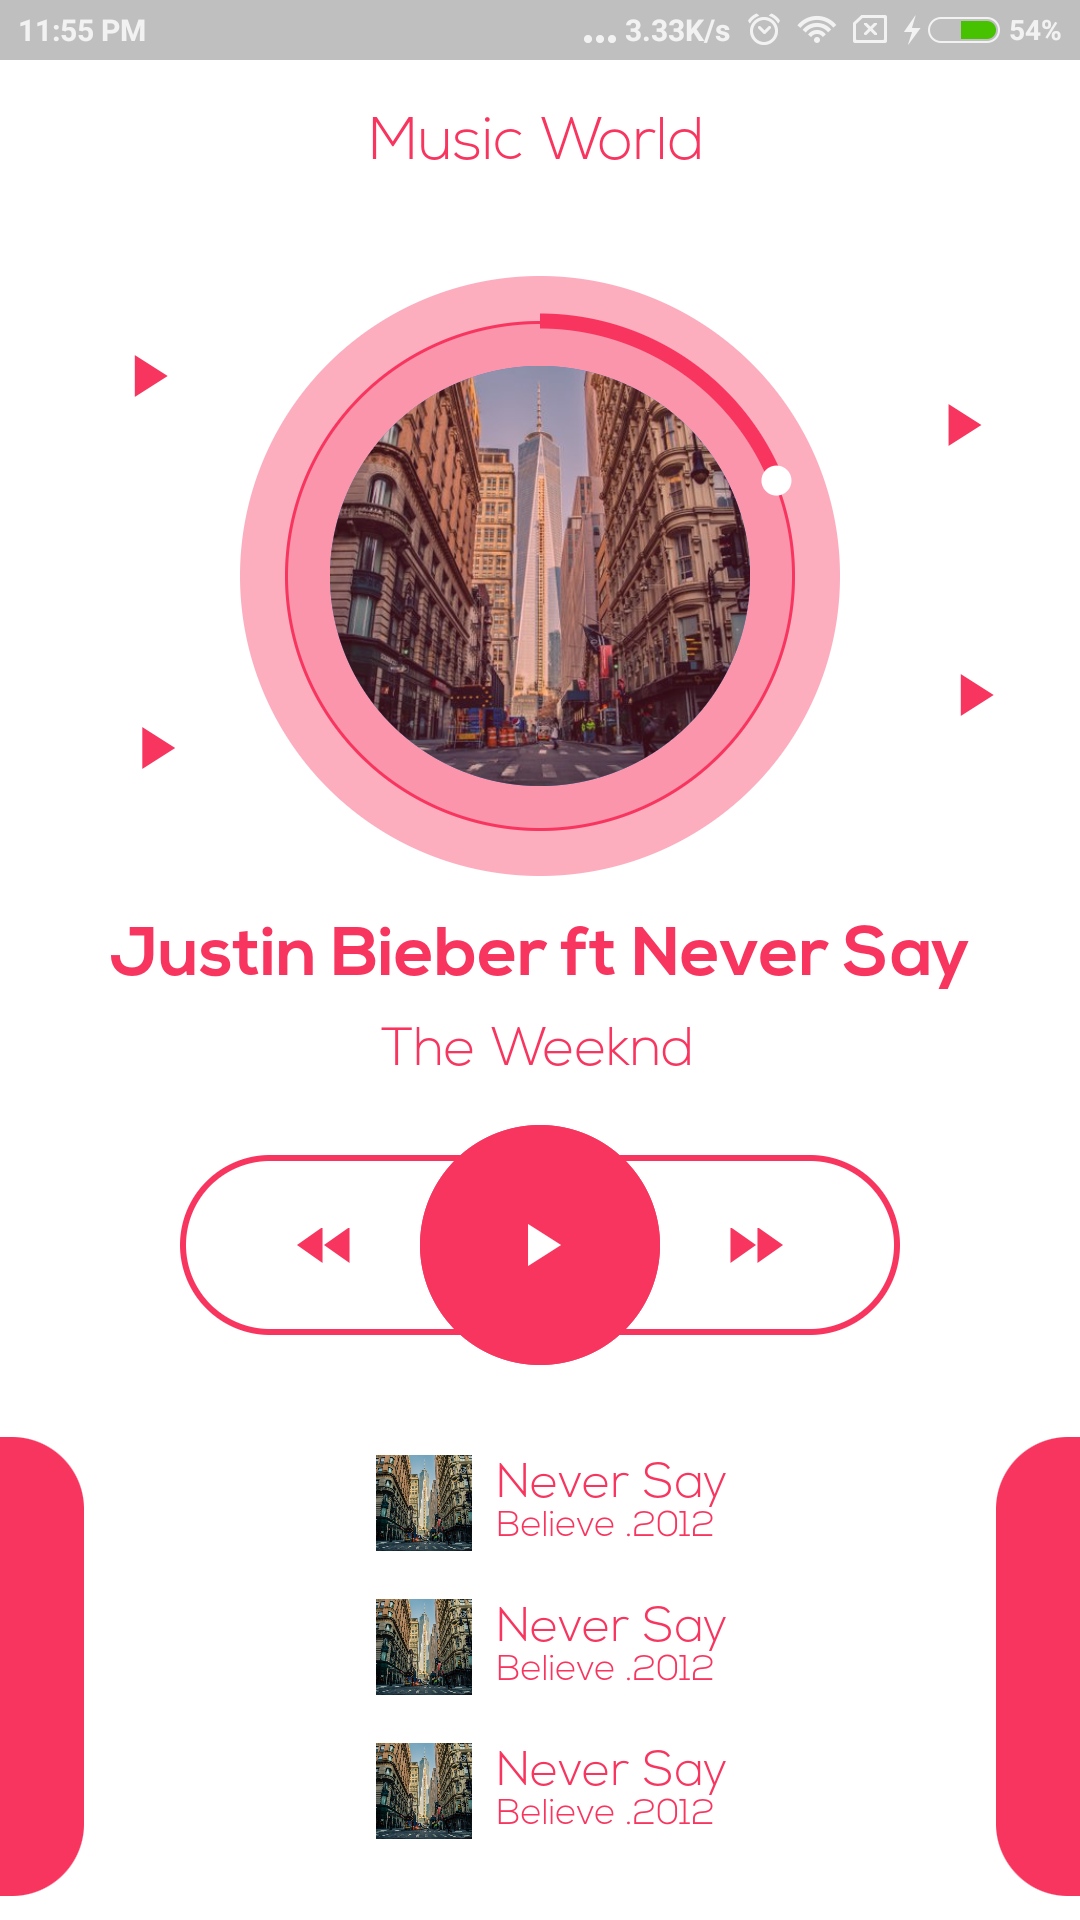 11:55 PM ... 3.33K/s 54%
Music World
Justin Bieber ft Never Say
The Weeknd
Never Say
Believe .2012
Never Say
Believe .2012
Never Say
Believe .2012